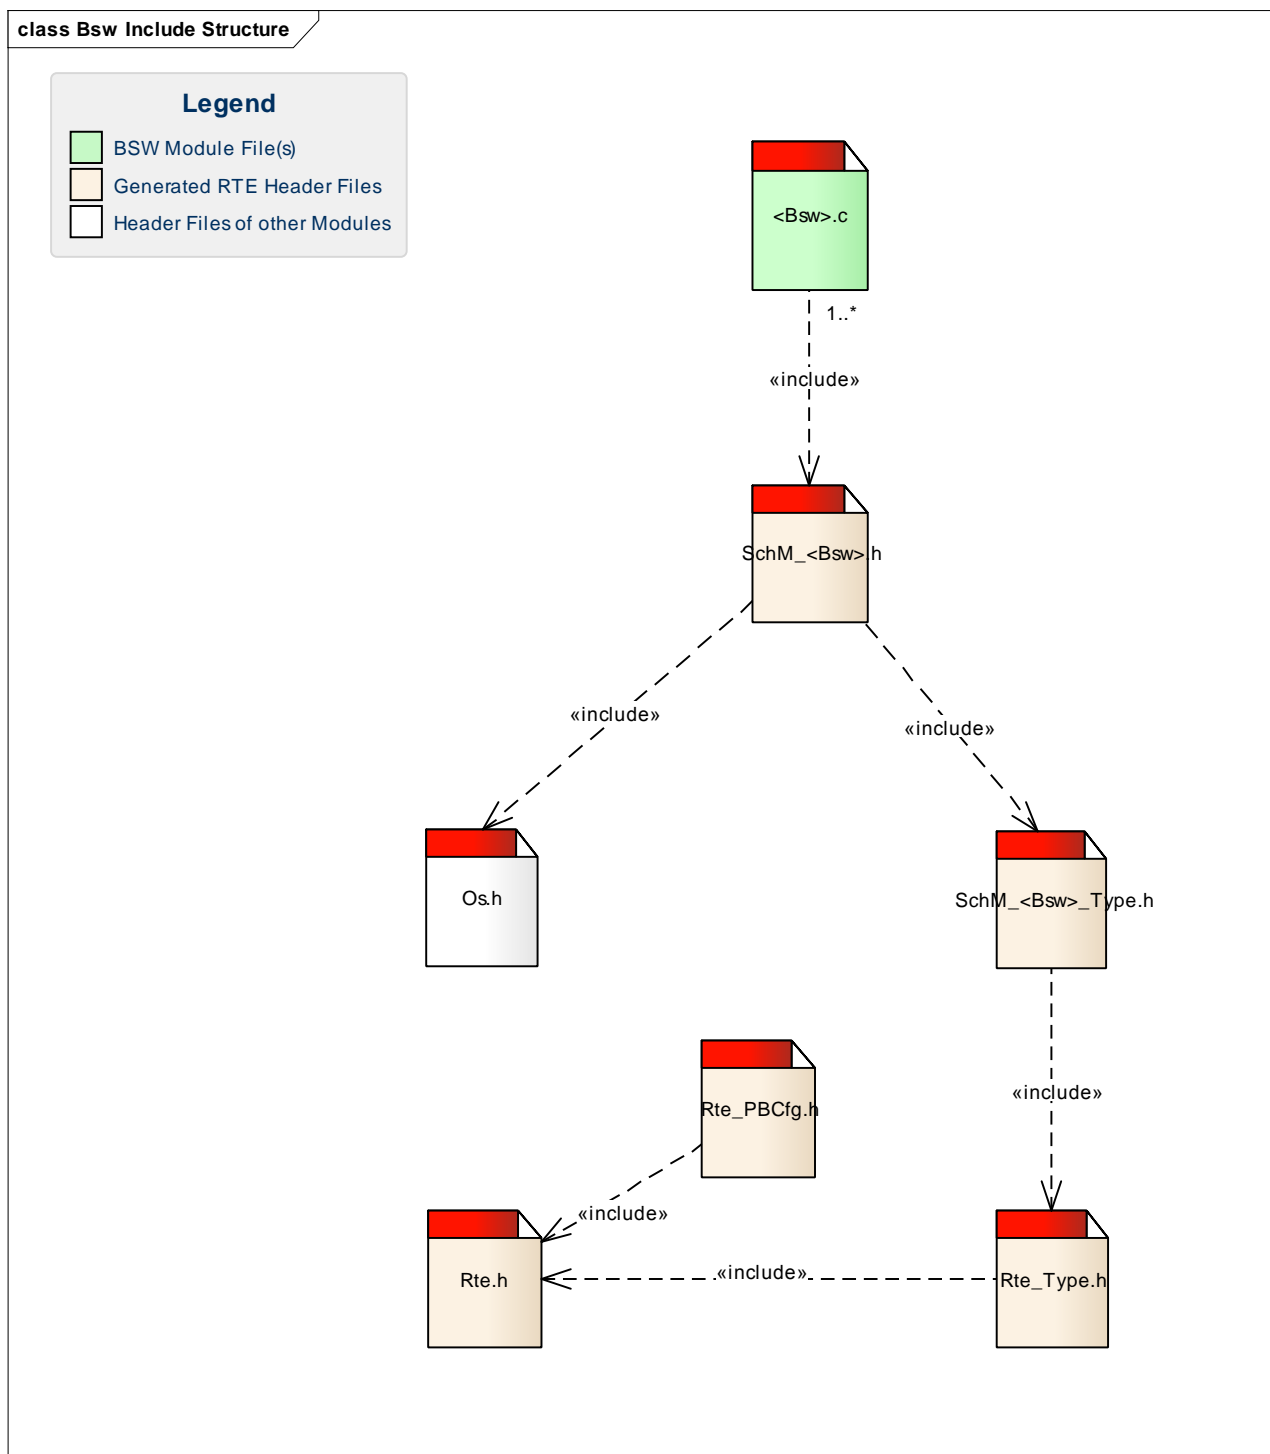 class Bsw Include Structure
Legend
BSW Module File(s)
Generated RTE Header Files
Header Files of other Modules
<Bsw>.c
1..*
«include»
SchM_<Bsw>.h
«include»
«include»
Os.h
SchM_<Bsw>_Type.h
«include»
Rte_PBCfg.h
«include»
«include»
Rte.h
Rte_Type.h